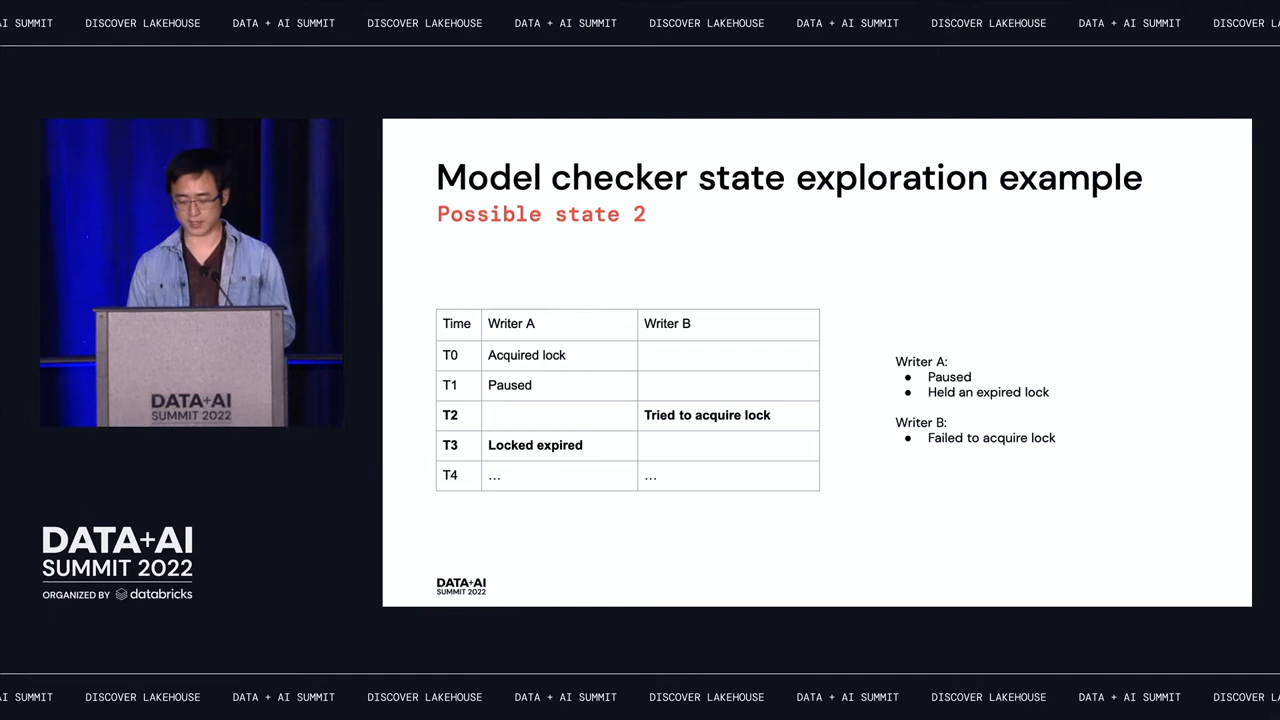 AI SUMMIT DISCOVER LAKEHOUSE DATA + AI SUMMIT DISCOVER LAKEHOUSE DATA + AI SUMMIT DISCOVER LAKEHOUSE DATA + AI SUMMIT DISCOVER LAKEHOUSE DATA + AI SUMMIT DISCOVER L
Model checker state exploration example
Possible state 2
Time Writer A Writer B
T0 Acquired lock
T1 Paused
T2 Tried to acquire lock
T3 Locked expired
T4 … …
Writer A:
● Paused
● Held an expired lock
Writer B:
● Failed to acquire lock
DATA+AI
SUMMIT 2022
DATA+AI
SUMMIT 2022
DATA+AI
SUMMIT 2022
ORGANIZED BY databricks
AI SUMMIT DISCOVER LAKEHOUSE DATA + AI SUMMIT DISCOVER LAKEHOUSE DATA + AI SUMMIT DISCOVER LAKEHOUSE DATA + AI SUMMIT DISCOVER LAKEHOUSE DATA + AI SUMMIT DISCOVER L